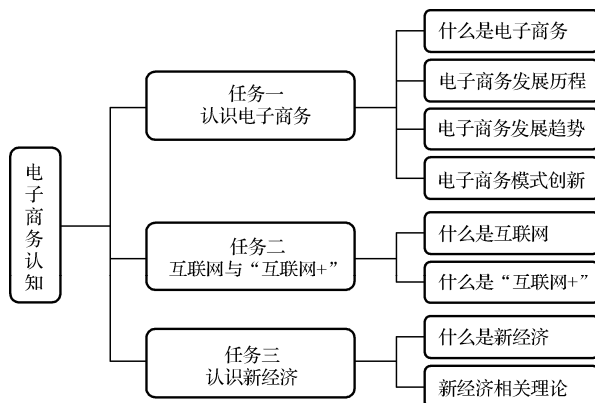 电子商务认知
任务一
认识电子商务
什么是电子商务
电子商务发展历程
电子商务发展趋势
电子商务模式创新
任务二
互联网与“互联网+”
什么是互联网
什么是“互联网+”
任务三
认识新经济
什么是新经济
新经济相关理论